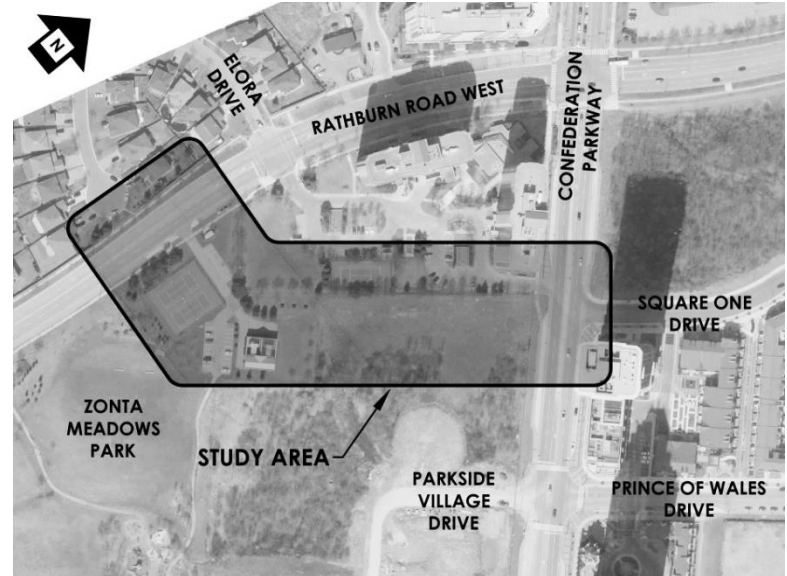 N
ELORA
DRIVE
RATHBURN ROAD WEST
CONFEDERATION
PARKWAY
SQUARE ONE
DRIVE
ZONTA
MEADOWS
PARK
STUDY AREA
PARKSIDE
VILLAGE
DRIVE
PRINCE OF WALES
DRIVE